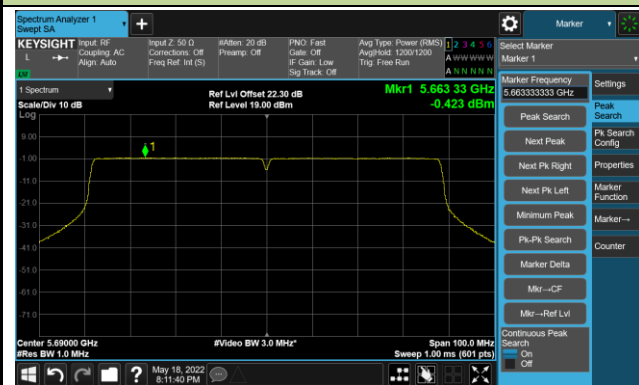 Spectrum Analyzer 1
Swept SA
+
Marker
KEYSIGHT
L
Input: RF
Coupling: AC
Align: Auto
Input Z: 50 Ω
Corrections: Off
Freq Ref: Int (S)
#Atten: 20 dB
Preamp: Off
PNO: Fast
Gate: Off
IF Gain: Low
Sig Track: Off
Avg Type: Power (RMS)
Avg|Hold: 1200/1200
Trig: Free Run
1 2 3 4 5 6
A W W W W W
A N N N N N
Select Marker
Marker 1
Marker Frequency
5.663333333 GHz
Settings
Peak Search
Next Peak
Next Pk Right
Next Pk Left
Minimum Peak
Pk-Pk Search
Marker Delta
Mkr→CF
Mkr→Ref Lvl
Continuous Peak
Search
On
Off
Peak
Search
Pk Search
Config
Properties
Marker
Function
Marker→
Counter
1 Spectrum
Scale/Div 10 dB
Log
Ref Lvl Offset 22.30 dB
Ref Level 19.00 dBm
Mkr1 5.663 33 GHz
-0.423 dBm
9.00
-1.00
-11.0
-21.0
-31.0
-41.0
-51.0
-61.0
-71.0
1
Center 5.69000 GHz
#Res BW 1.0 MHz
#Video BW 3.0 MHz*
Span 100.0 MHz
Sweep 1.00 ms (601 pts)
?
May 18, 2022
8:11:40 PM